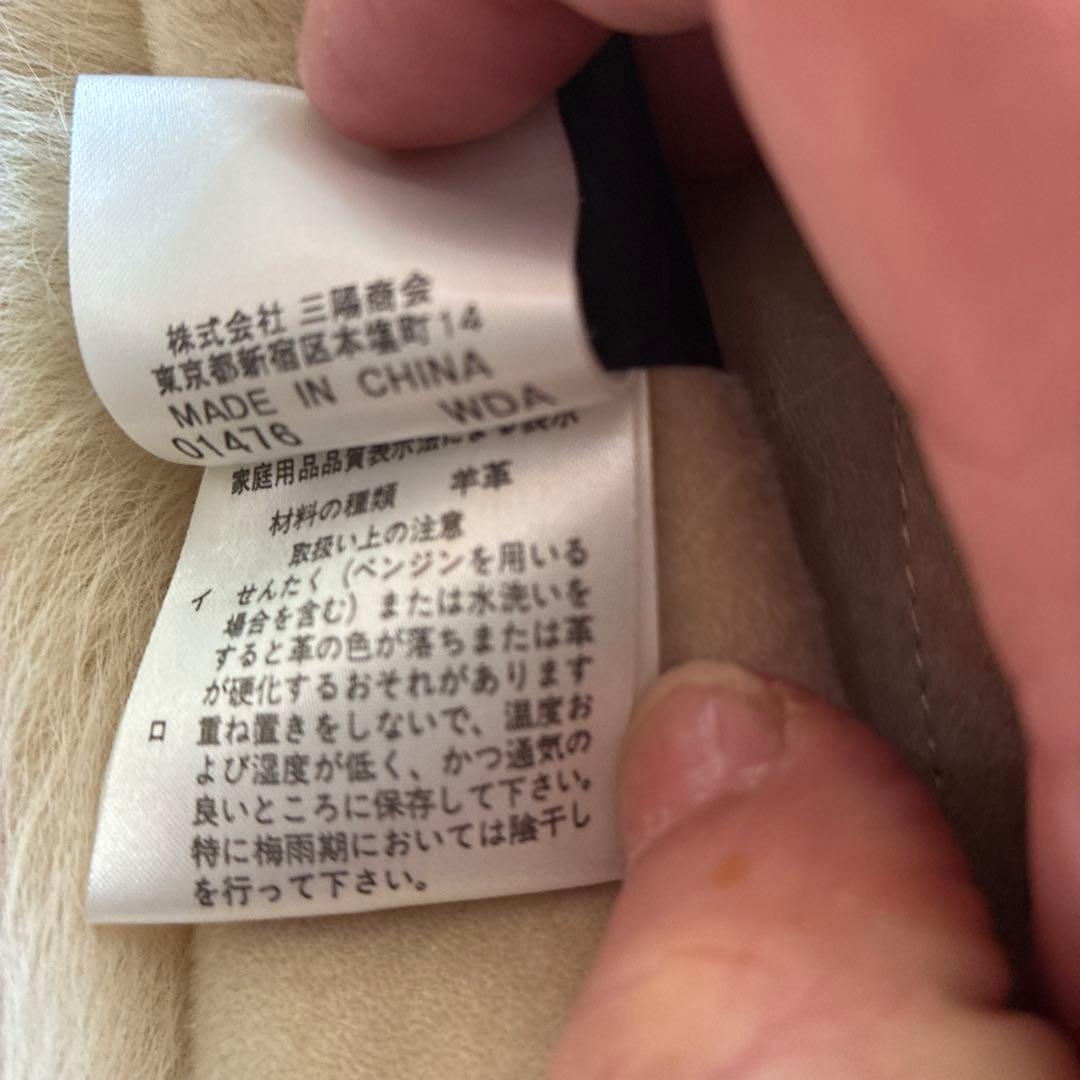 株式会社 三陽商会
東京都新宿区本塩町14
MADE IN CHINA
01476 WDA
家庭用品品質表示法による表示
材料の種類 羊革
取扱い上の注意
イ せんたく(ベンジンを用いる
場合を含む)または水洗いを
すると革の色が落ちまたは革
が硬化するおそれがあります
ロ 重ね置きをしないで、温度お
よび湿度が低く、かつ通気の
良いところに保存して下さい。
特に梅雨期においては陰干し
を行って下さい。